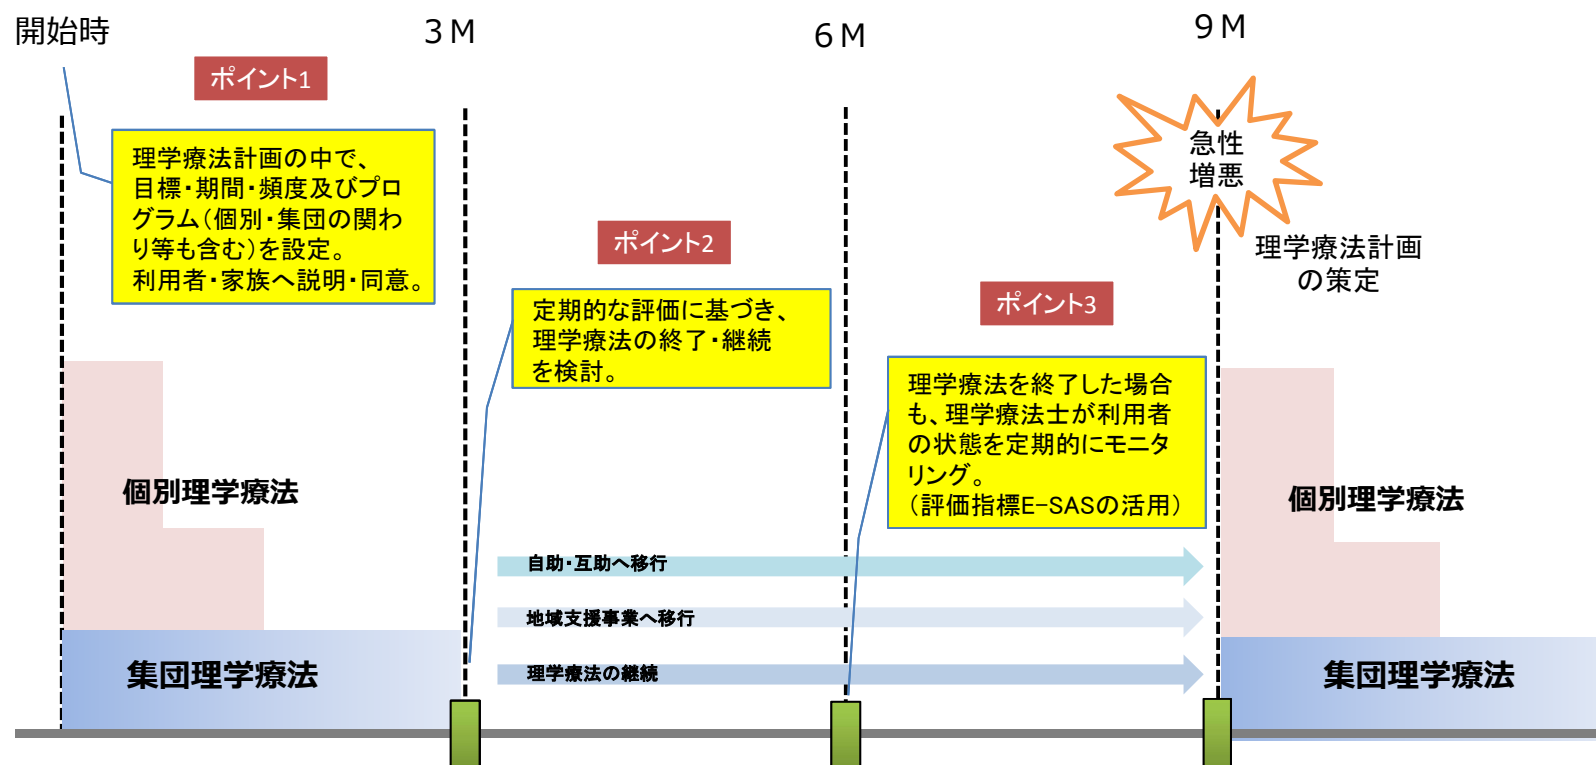 開始時
3M
6M
9M
ポイント1
理学療法計画の中で、
目標・期間・頻度及びプロ
グラム(個別・集団の関わ
り等も含む)を設定。
利用者・家族へ説明・同意。
ポイント2
定期的な評価に基づき、
理学療法の終了・継続
を検討。
ポイント3
理学療法を終了した場合
も、理学療法士が利用者
の状態を定期的にモニタ
リング。
(評価指標E-SASの活用)
急性
増悪
理学療法計画
の策定
個別理学療法
集団理学療法
自助・互助へ移行
地域支援事業へ移行
理学療法の継続
個別理学療法
集団理学療法